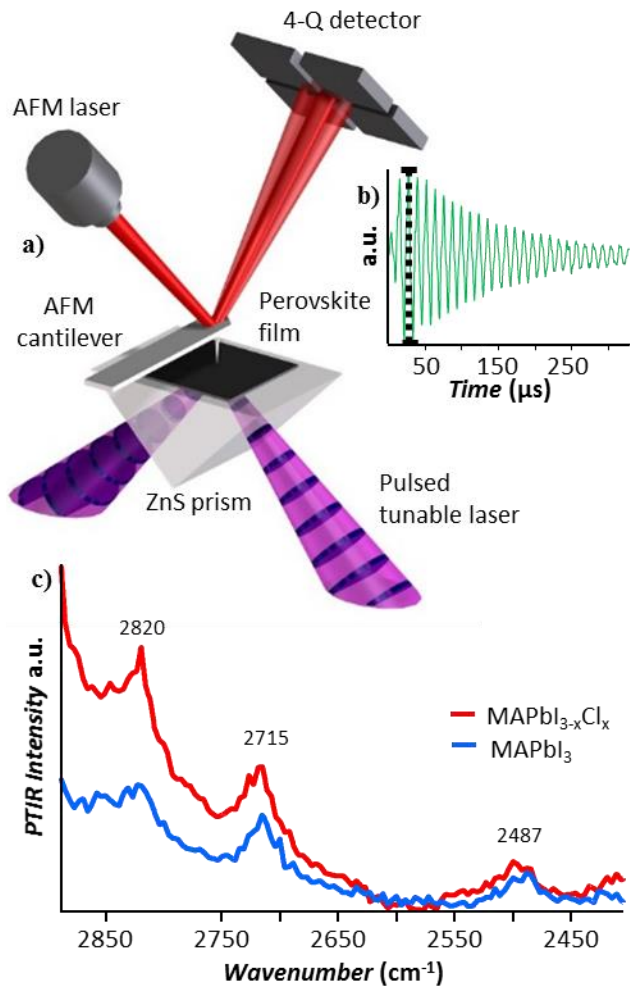 4-Q detector
AFM laser
b)
a.u.
50
150
250
Time (µs)
a)
AFM
cantilever
Perovskite
film
ZnS prism
Pulsed
tunable laser
c)
PTIR Intensity a.u.
2820
2715
2487
MAPbI₃₋ₓClₓ
MAPbI₃
2850
2750
2650
2550
2450
Wavenumber (cm⁻¹)